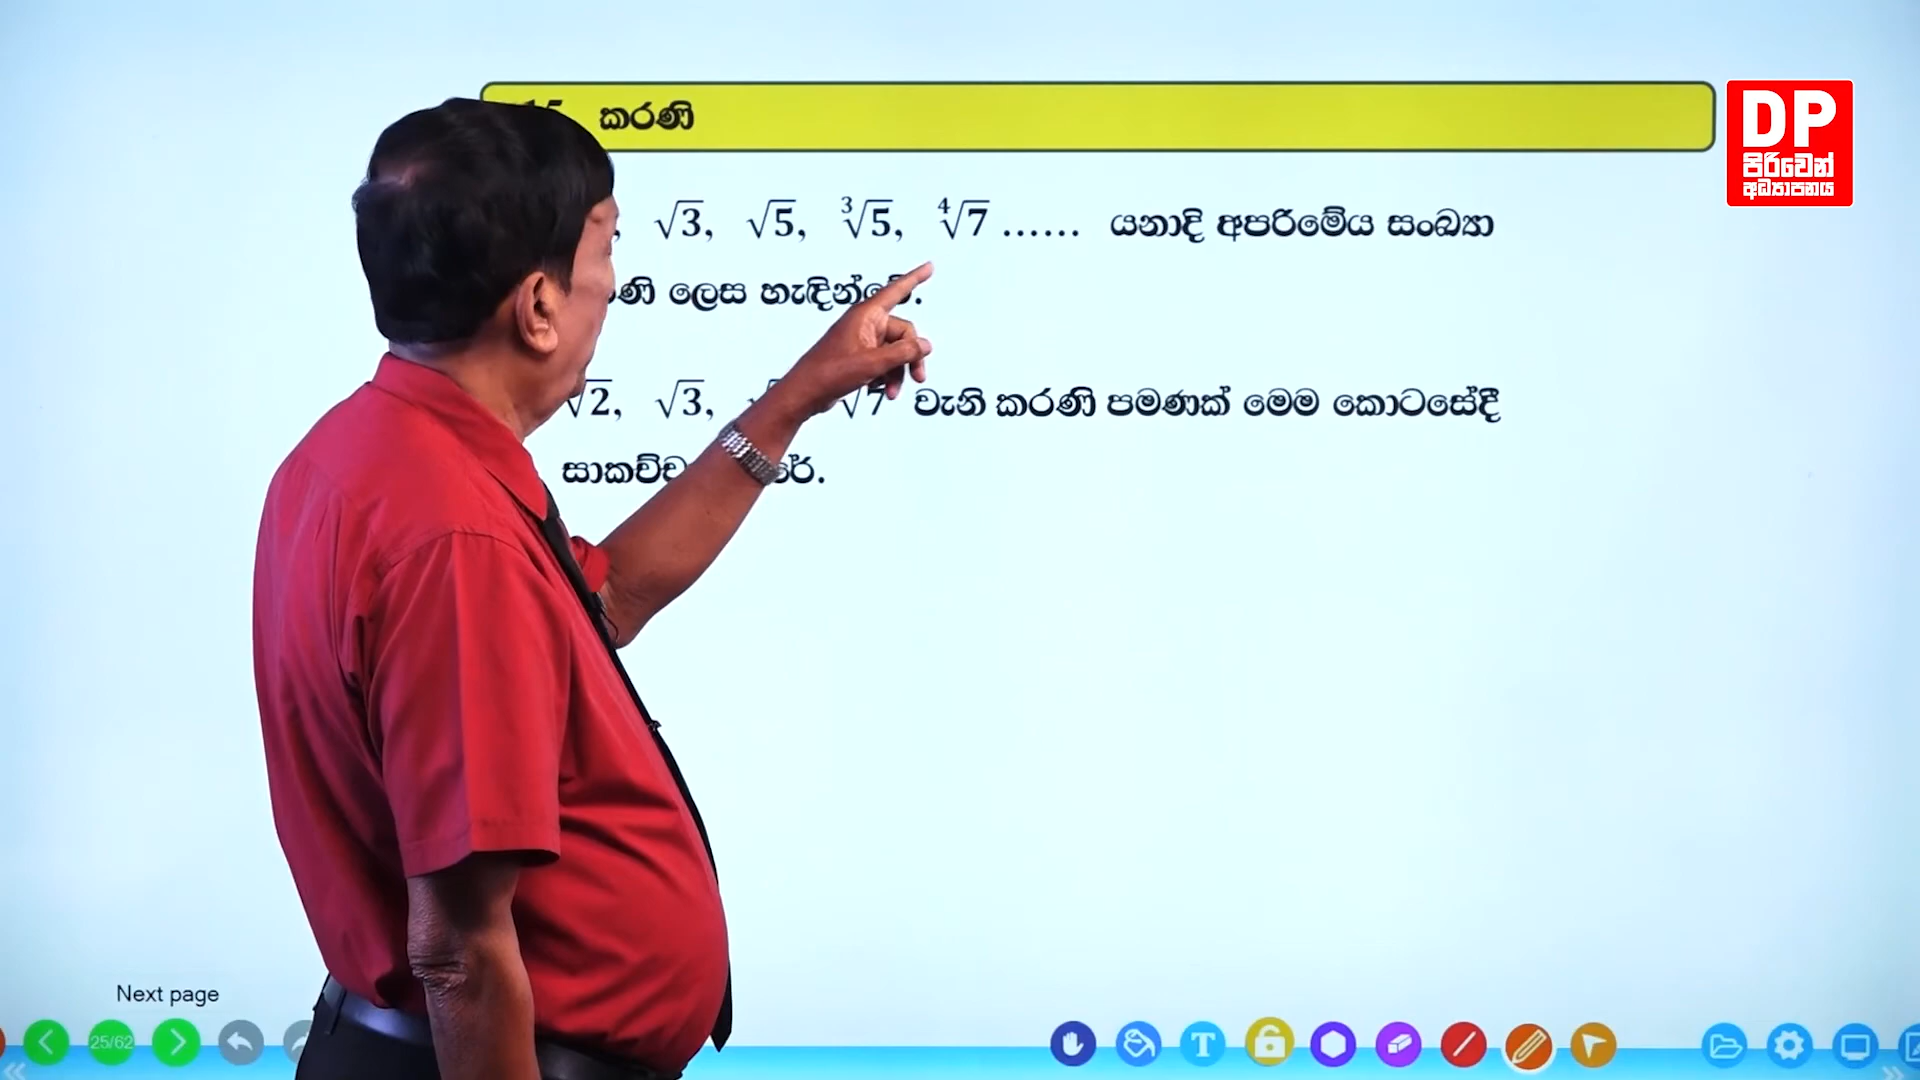 කරණි
DP
පිරිවෙන්
අධ්‍යාපනය
√3, √5, ∛5, ∜7 ...... යනාදි අපරිමේය සංඛ්‍යා
ලෙස
√2, √3, √7 වැනි කරණි පමණක් මෙම කොටසේදී
Next page
25/62
T